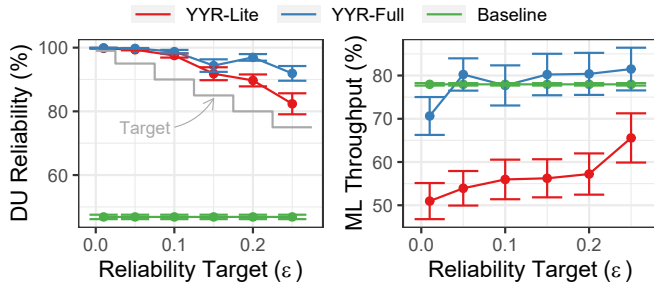 YYR-Lite YYR-Full Baseline
DU Reliability (%)
100
80
60
Target
0.0 0.1 0.2
Reliability Target (ε)
ML Throughput (%)
90
80
70
60
50
0.0 0.1 0.2
Reliability Target (ε)